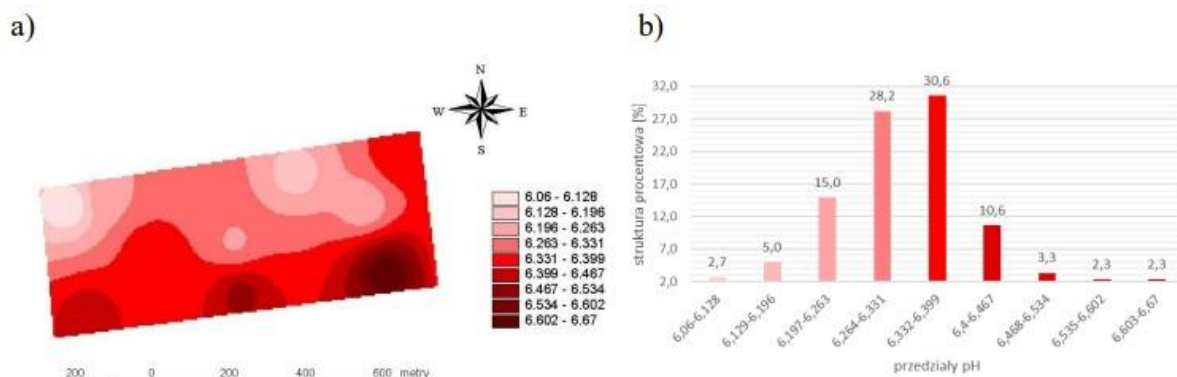 a)
N
W E
S
6.06 - 6.128
6.128 - 6.196
6.196 - 6.263
6.263 - 6.331
6.331 - 6.399
6.399 - 6.467
6.467 - 6.534
6.534 - 6.602
6.602 - 6.67
200 0 200 600 metry
b)
struktura procentowa [%]
32,0
27,0
22,0
17,0
12,0
7,0
2,0
2,7
5,0
15,0
28,2
30,6
10,6
3,3
2,3
2,3
6,06-6,128
6,129-6,196
6,197-6,263
6,264-6,331
6,332-6,399
6,4-6,467
6,468-6,534
6,535-6,602
6,603-6,67
przedziały pH